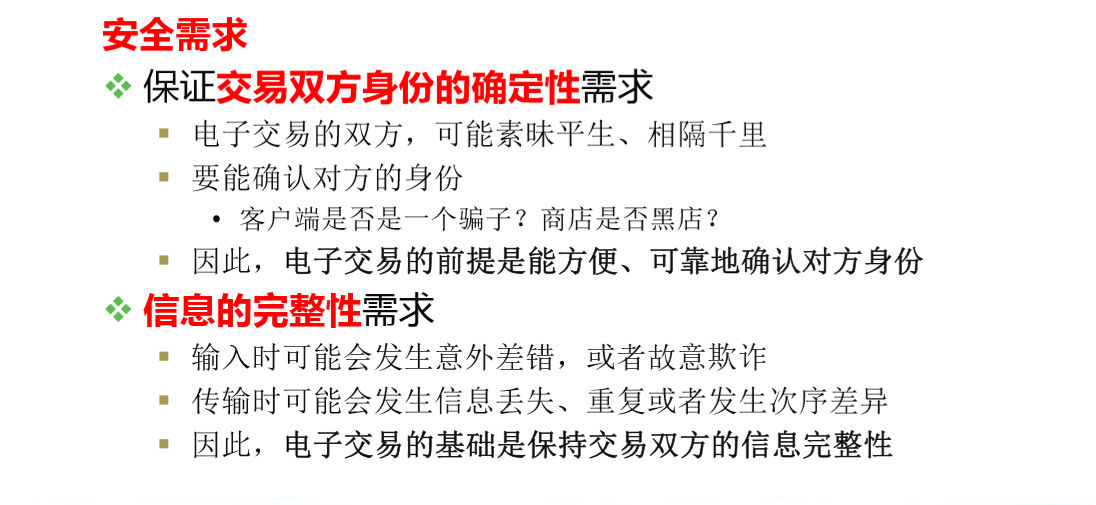 安全需求
保证交易双方身份的确定性需求
电子交易的双方，可能素昧平生、相隔千里
要能确认对方的身份
客户端是否是一个骗子？商店是否黑店？
因此，电子交易的前提是能方便、可靠地确认对方身份
信息的完整性需求
输入时可能会发生意外差错，或者故意欺诈
传输时可能会发生信息丢失、重复或者发生次序差异
因此，电子交易的基础是保持交易双方的信息完整性